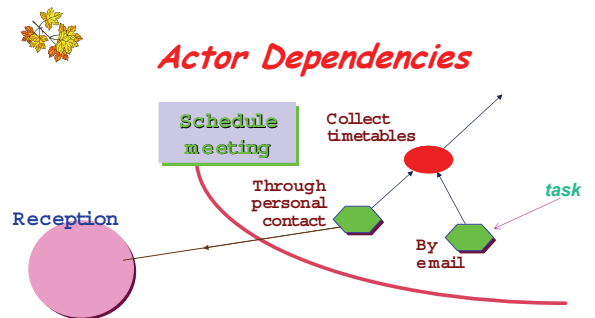 Actor Dependencies
Schedule
meeting
Collect
timetables
Through
personal
contact
task
Reception
By
email